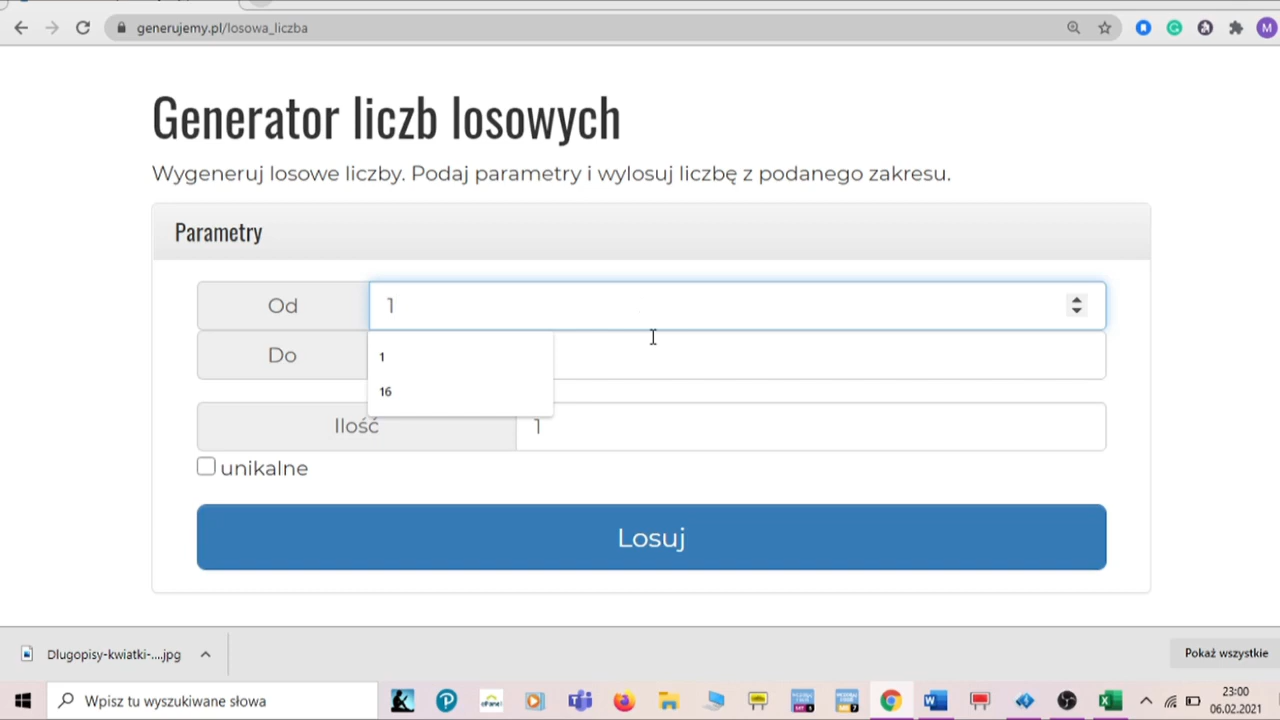 generujemy.pl/losowa_liczba
M
Generator liczb losowych
Wygeneruj losowe liczby. Podaj parametry i wylosuj liczbę z podanego zakresu.
Parametry
Od 1
Do
1
16
Ilość 1
unikalne
Losuj
Dlugopisy-kwiatki-....jpg
Pokaż wszystkie
Wpisz tu wyszukiwane słowa
23:00
06.02.2021